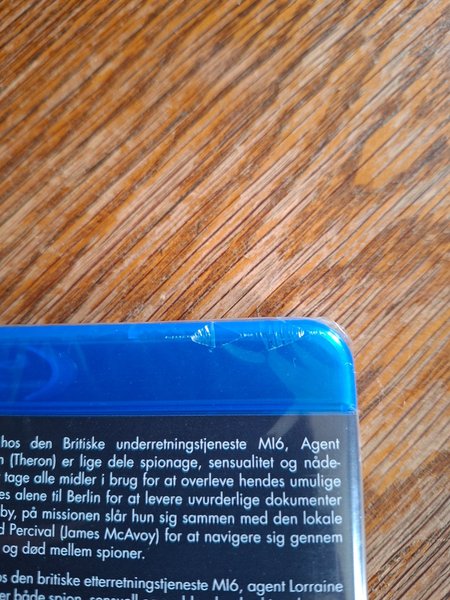 hos den Britiske underretningstjeneste MI6, Agent
(Theron) er lige dele spionage, sensualitet og nåde-
tage alle midler i brug for at overleve hendes umulige
alene til Berlin for at levere uvurderlige dokumenter
by, på missionen slår hun sig sammen med den lokale
Percival (James McAvoy) for at navigere sig gennem
og død mellem spioner.
os den britiske etterretningstjeneste MI6, agent Lorraine
er både spion, sensuell og